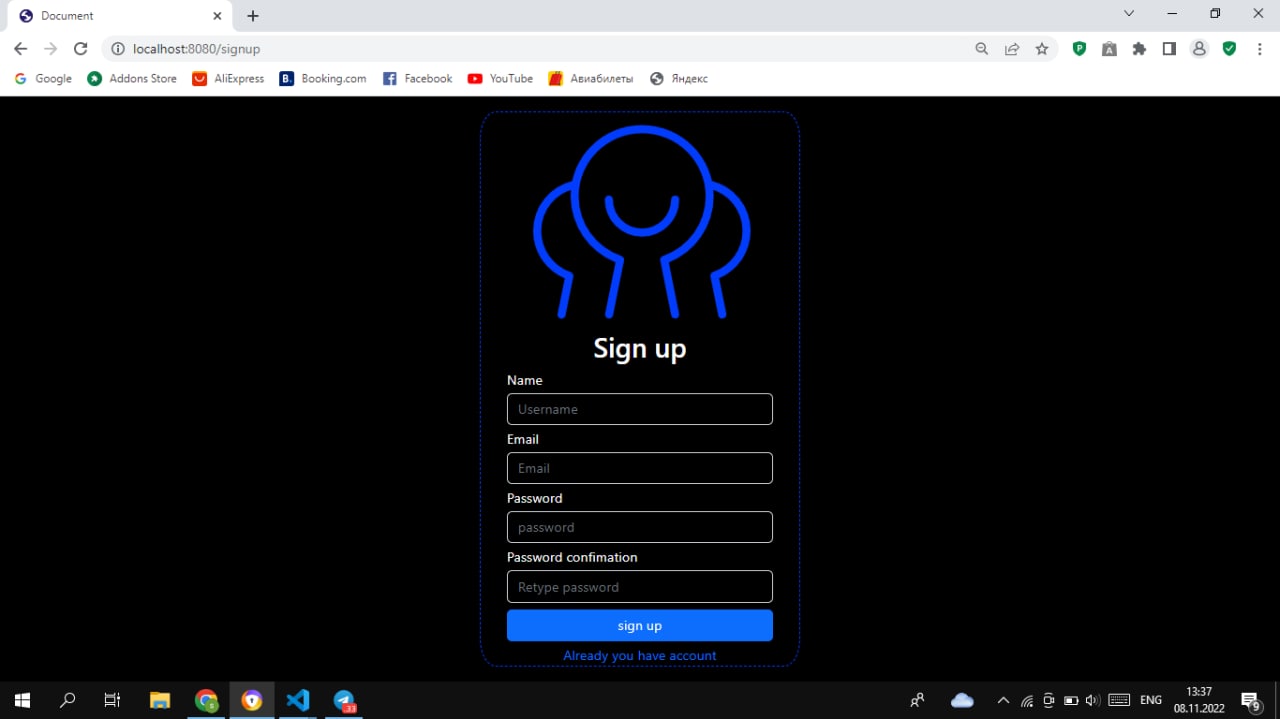 Document
localhost:8080/signup
Google Addons Store AliExpress B. Booking.com Facebook YouTube Авиабилеты Яндекс
Sign up
Name
Username
Email
Email
Password
password
Password confimation
Retype password
sign up
Already you have account
33
ENG
13:37
08.11.2022
9